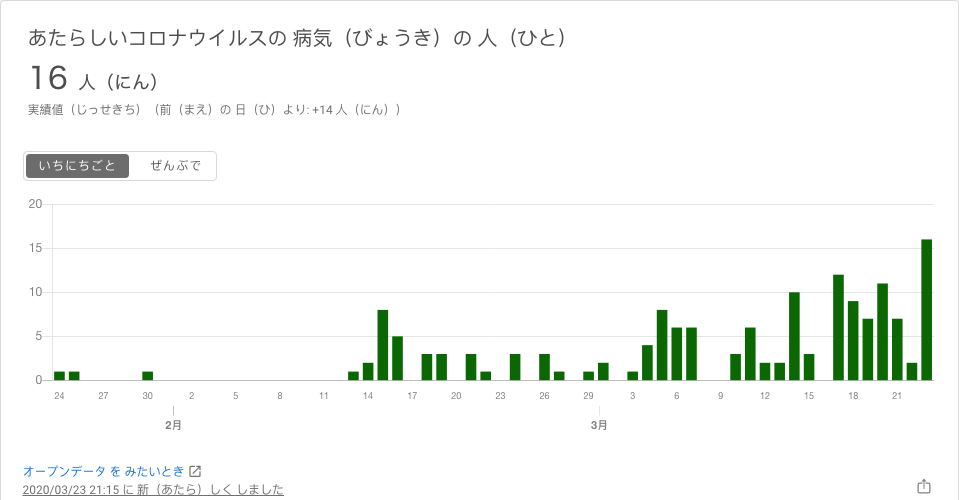 あたらしいコロナウイルスの 病気（びょうき）の 人（ひと）
16 人（にん）
実績値（じっせきち）（前（まえ）の 日（ひ）より: +14 人（にん））
いちにちごと ぜんぶで
20
15
10
5
0
24 27 30 2 5 8 11 14 17 20 23 26 29 3 6 9 12 15 18 21
2月 3月
オープンデータ を みたいとき
2020/03/23 21:15 に 新（あたら）しく しました